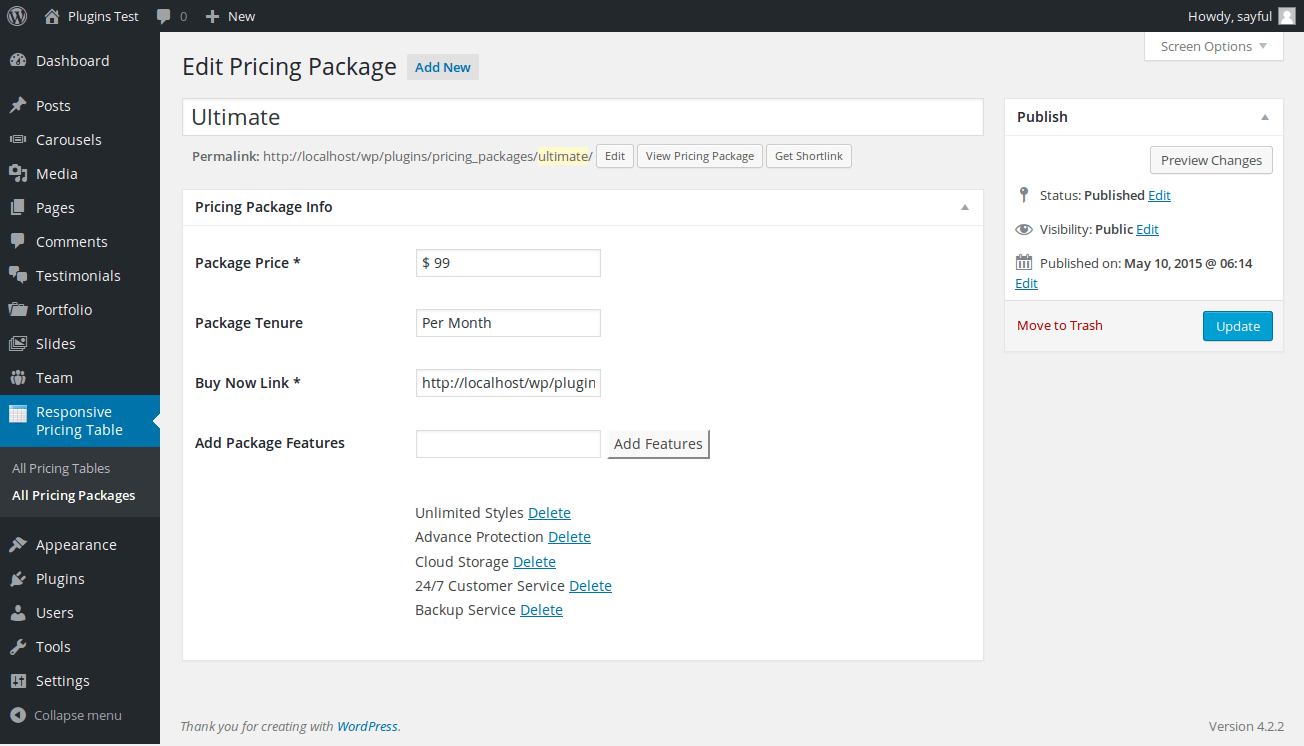 Plugins Test 0 New Howdy, sayful
Dashboard
Posts
Carousels
Media
Pages
Comments
Testimonials
Portfolio
Slides
Team
Responsive
Pricing Table
All Pricing Tables
All Pricing Packages
Appearance
Plugins
Users
Tools
Settings
Collapse menu
Screen Options
Edit Pricing Package Add New
Ultimate
Permalink: http://localhost/wp/plugins/pricing_packages/ultimate/ Edit View Pricing Package Get Shortlink
Pricing Package Info
Package Price * $ 99
Package Tenure Per Month
Buy Now Link * http://localhost/wp/plugin
Add Package Features Add Features
Unlimited Styles Delete
Advance Protection Delete
Cloud Storage Delete
24/7 Customer Service Delete
Backup Service Delete
Publish
Preview Changes
Status: Published Edit
Visibility: Public Edit
Published on: May 10, 2015 @ 06:14
Edit
Move to Trash Update
Thank you for creating with WordPress. Version 4.2.2